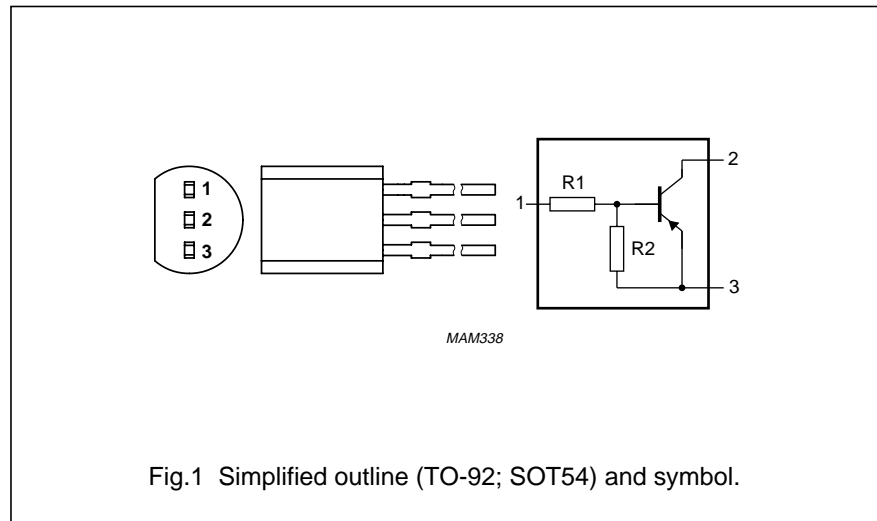 1
2
3
1
R1
R2
2
3
MAM338
Fig.1 Simplified outline (TO-92; SOT54) and symbol.